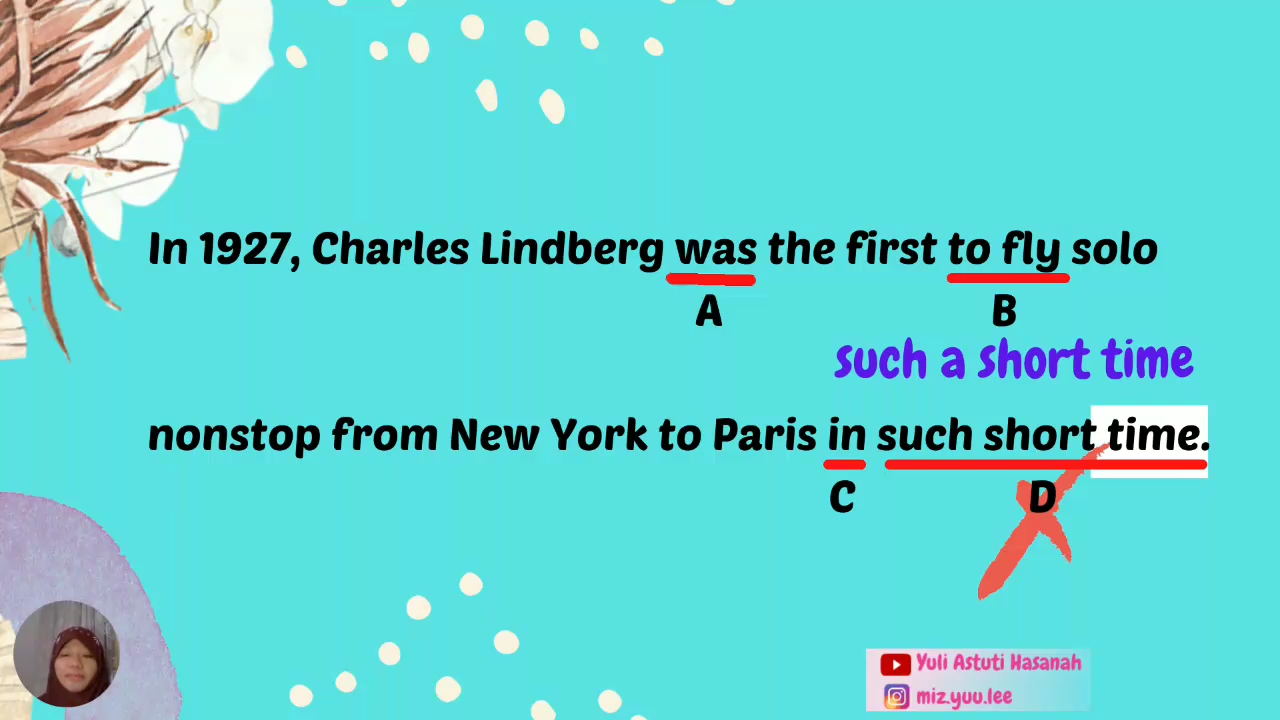 In 1927, Charles Lindberg was the first to fly solo
A B
such a short time
nonstop from New York to Paris in such short time.
C D
Yuli Astuti Hasanah
miz.yuu.lee